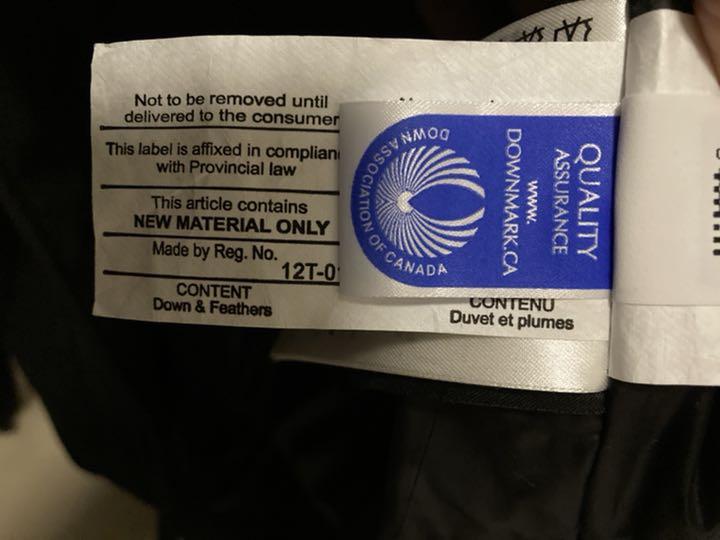 Not to be removed until
delivered to the consumer
This label is affixed in complian
with Provincial law
This article contains
NEW MATERIAL ONLY
Made by Reg. No.
12T-0
CONTENT
Down & Feathers
CONTENU
Duvet et plumes
DOWN ASSOCIATION OF CANADA
QUALITY
ASSURANCE
www.
DOWNMARK.CA